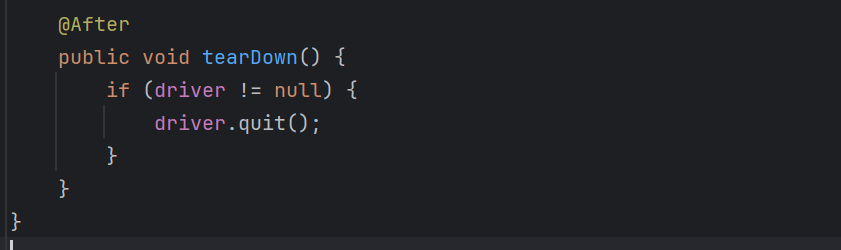 @After
public void tearDown() {
if (driver != null) {
driver.quit();
}
}
}